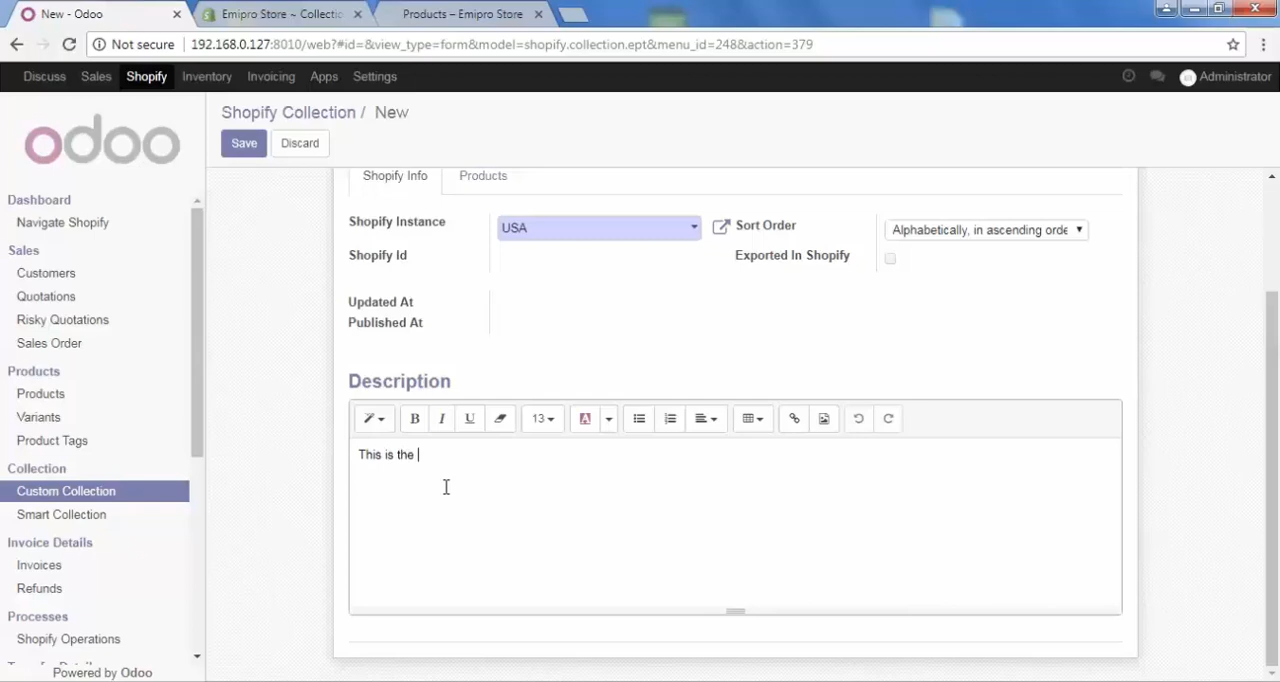 New - Odoo
Emipro Store ~ Collectio
Products – Emipro Store
Not secure
192.168.0.127:8010/web?#id=&view_type=form&model=shopify.collection.ept&menu_id=248&action=379
Discuss Sales Shopify Inventory Invoicing Apps Settings
Administrator
odoo
Dashboard
Navigate Shopify
Sales
Customers
Quotations
Risky Quotations
Sales Order
Products
Products
Variants
Product Tags
Collection
Custom Collection
Smart Collection
Invoice Details
Invoices
Refunds
Processes
Shopify Operations
Powered by Odoo
Shopify Collection / New
Save Discard
Shopify Info Products
Shopify Instance USA
Sort Order Alphabetically, in ascending orde
Shopify Id
Exported In Shopify
Updated At
Published At
Description
B I U 13 A
This is the